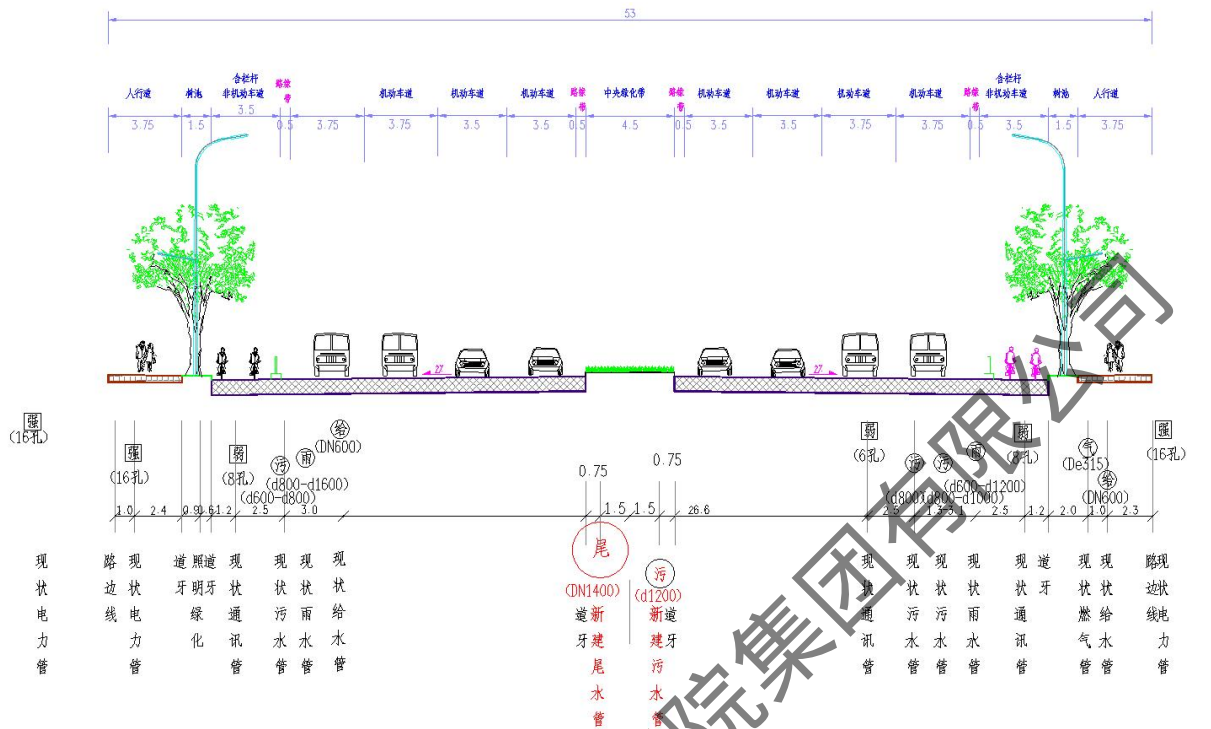 53
人行道 树池 含栏杆 非机动车道 路缘带 机动车道 机动车道 机动车道 路缘带 中央绿化带 路缘带 机动车道 机动车道 机动车道 机动车道 路缘带 含栏杆 非机动车道 树池 人行道
3.75 1.5 3.5 0.5 3.75 3.75 3.5 3.5 0.5 4.5 0.5 3.5 3.5 3.75 3.75 0.5 3.5 1.5 3.75
2% 2%
强 (16孔)
强 (16孔)
弱 (8孔)
污 (d600-d800)
雨 (d800-d1600)
给 (DN600)
弱 (6孔)
污 (d800)
污 (d800-d1000)
雨 (d600-d1200)
弱 (8孔)
气 (De315)
给 (DN600)
强 (16孔)
1.0 2.4 0.9 1.2 2.5 3.0 0.75 1.5 1.5 0.75 26.6 1.3 3.1 2.5 1.2 2.0 1.0 2.3
尾 (DN1400)
污 (d1200)
现状电力管
路边线
现状电力管
道牙
照明绿化
道牙
现状通讯管
现状污水管
现状雨水管
现状给水管
道牙
新建尾水管
新建污水管
道牙
现状通讯管
现状污水管
现状污水管
现状雨水管
现状通讯管
道牙
现状燃气管
现状给水管
路边线
现状电力管
院集团有限公司